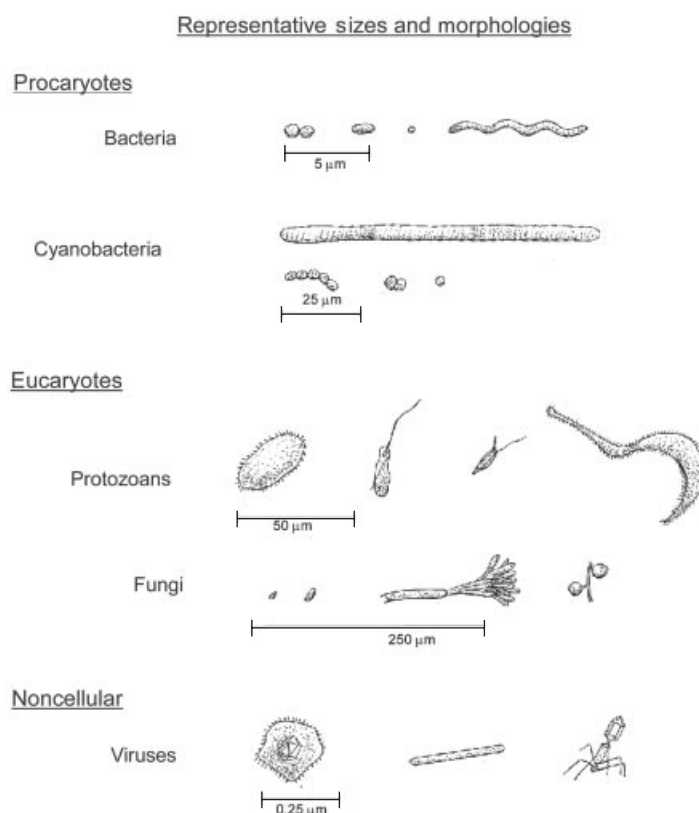 Representative sizes and morphologies
Procaryotes
Bacteria
5 μm
Cyanobacteria
25 μm
Eucaryotes
Protozoans
50 μm
Fungi
250 μm
Noncellular
Viruses
0.25 μm